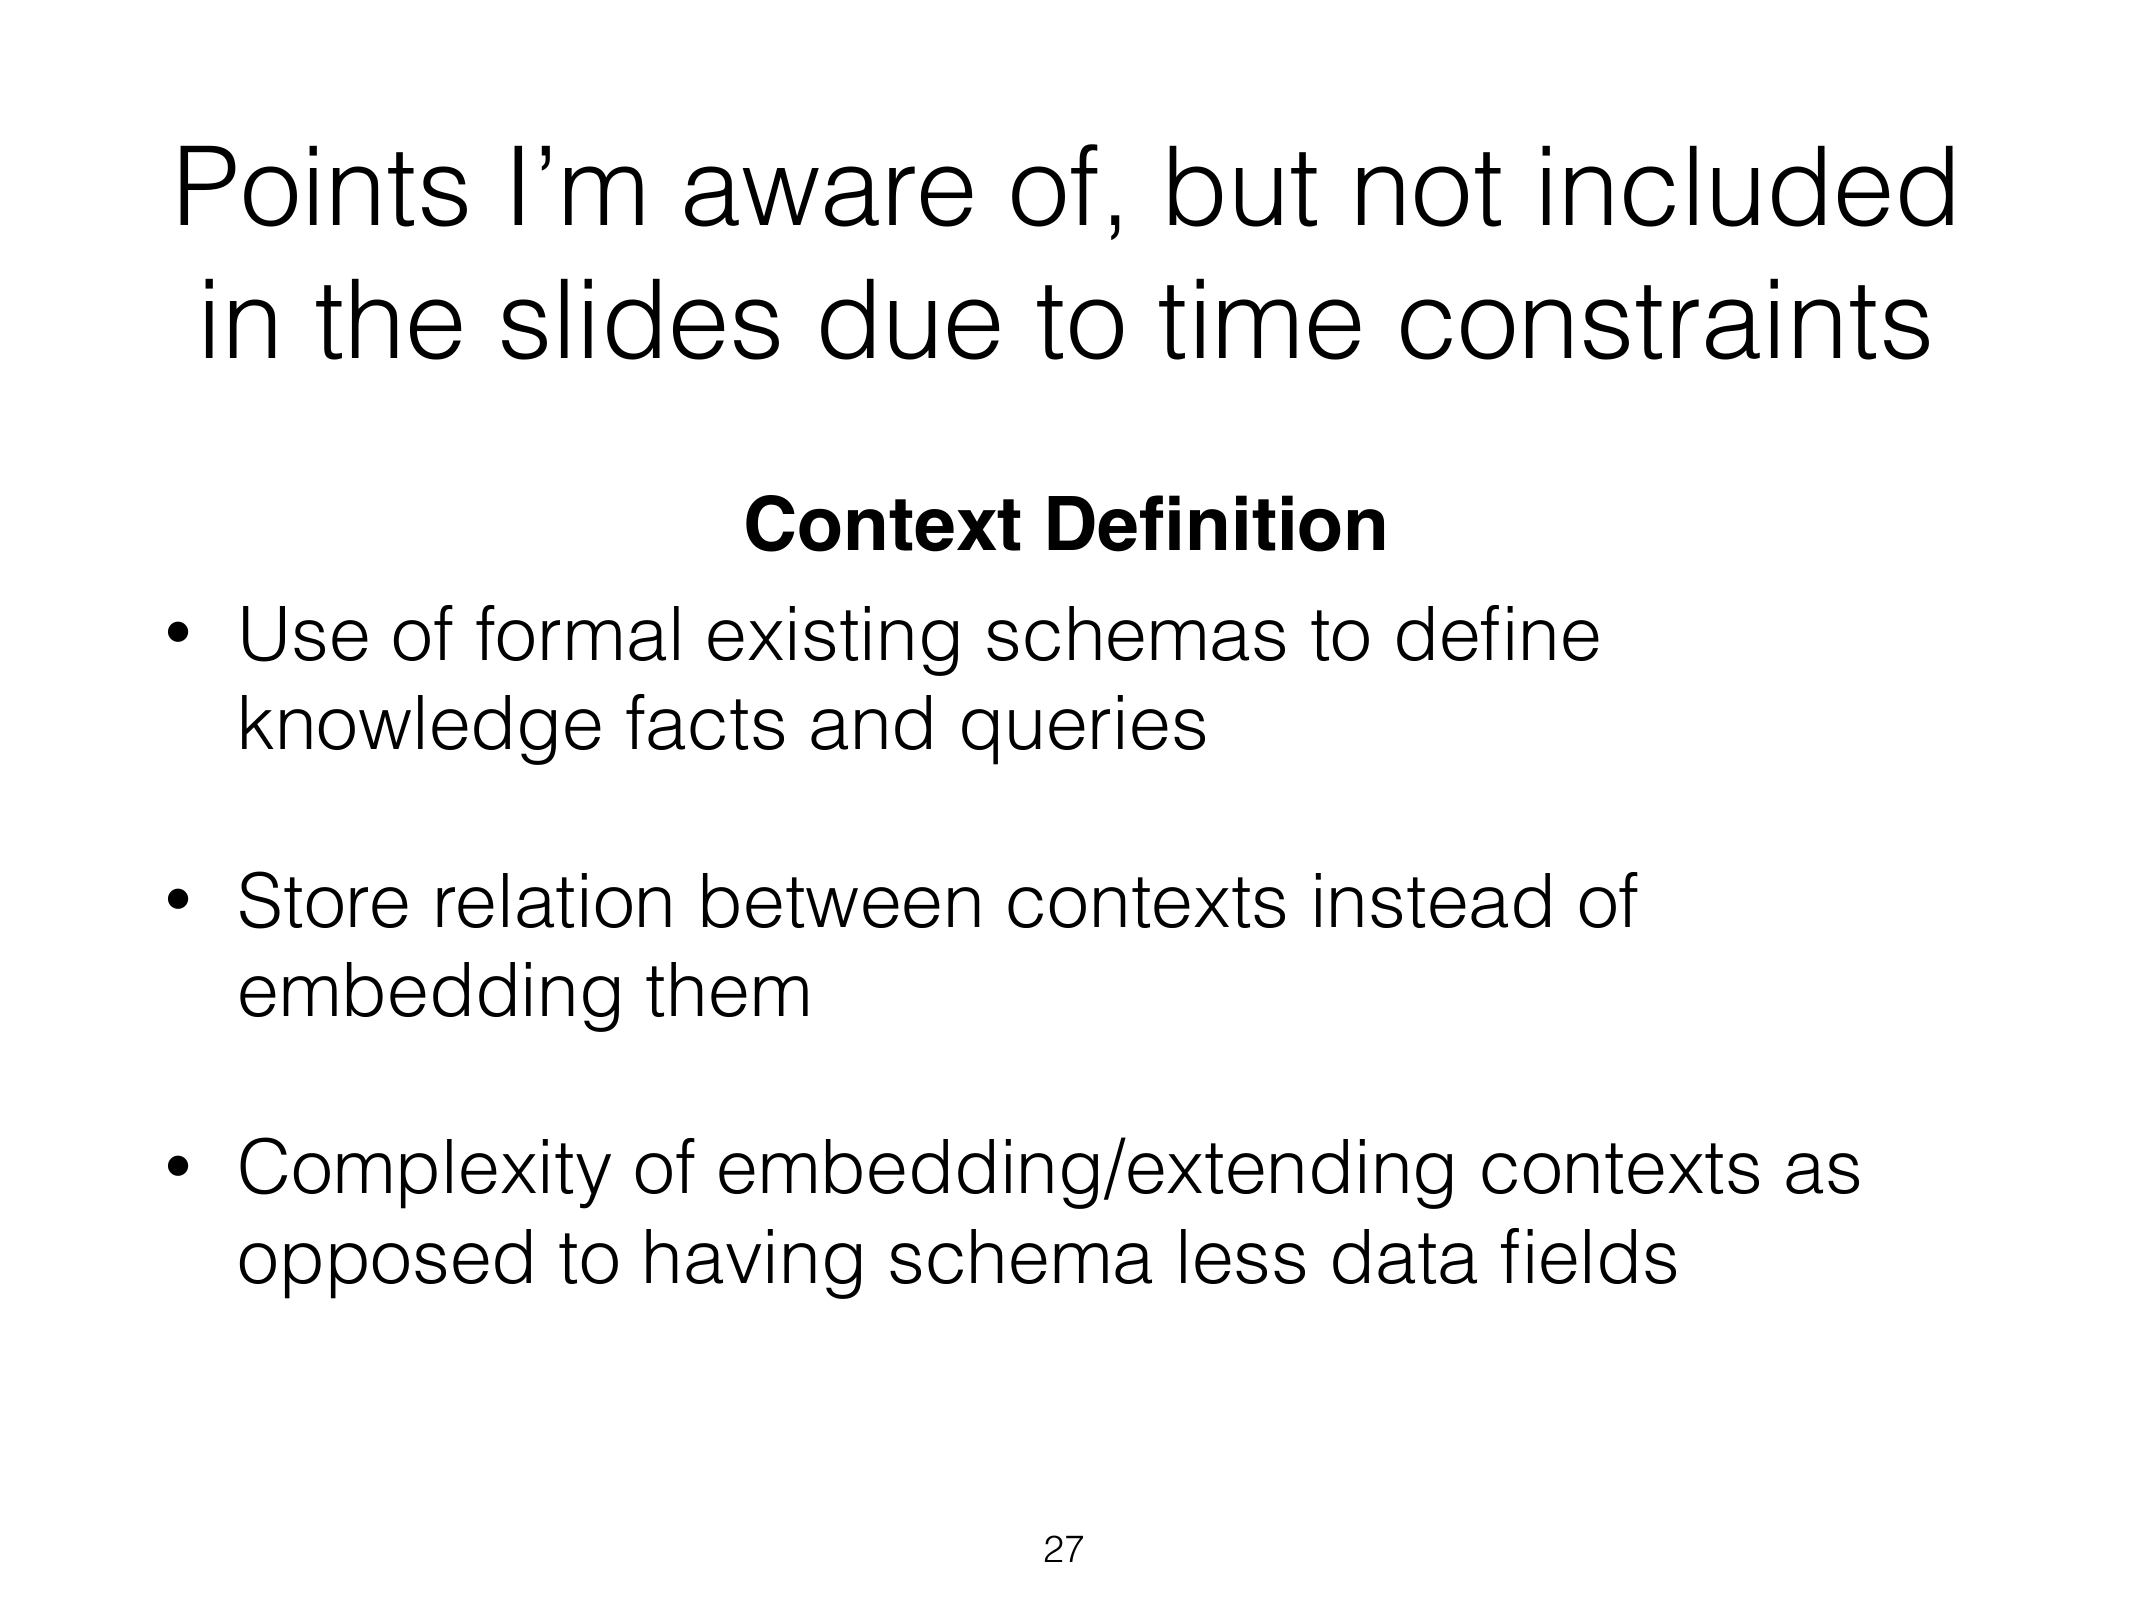 Points I’m aware of, but not included
in the slides due to time constraints
Context Definition
• Use of formal existing schemas to define
knowledge facts and queries
• Store relation between contexts instead of
embedding them
• Complexity of embedding/extending contexts as
opposed to having schema less data fields
27